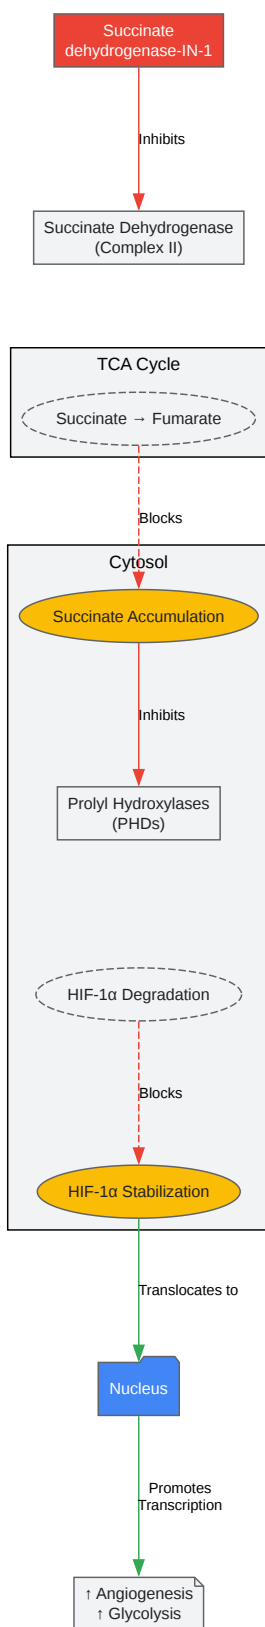 Succinate
dehydrogenase-IN-1
Inhibits
Succinate Dehydrogenase
(Complex II)
TCA Cycle
Succinate → Fumarate
Blocks
Cytosol
Succinate Accumulation
Inhibits
Prolyl Hydroxylases
(PHDs)
HIF-1α Degradation
Blocks
HIF-1α Stabilization
Translocates to
Nucleus
Promotes
Transcription
↑ Angiogenesis
↑ Glycolysis